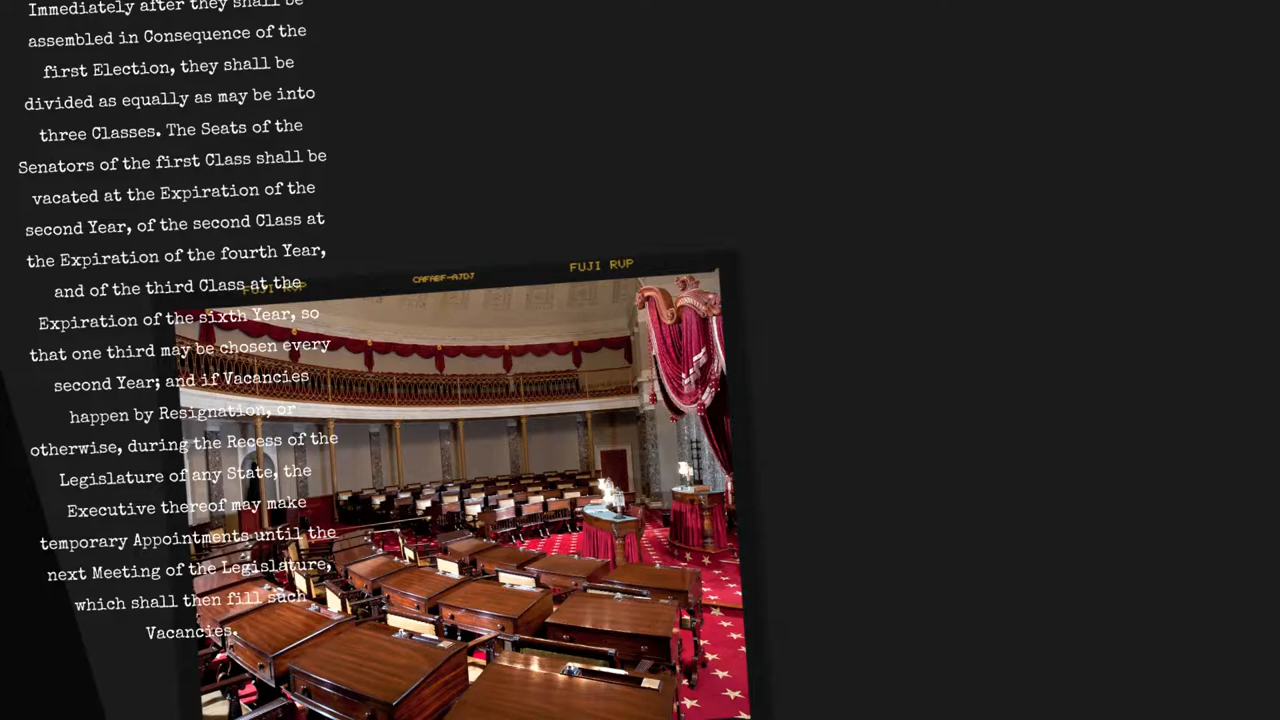 Immediately after they shall be
assembled in Consequence of the
first Election, they shall be
divided as equally as may be into
three Classes. The Seats of the
Senators of the first Class shall be
vacated at the Expiration of the
second Year, of the second Class at
the Expiration of the fourth Year,
and of the third Class at the
Expiration of the sixth Year, so
that one third may be chosen every
second Year; and if Vacancies
happen by Resignation, or
otherwise, during the Recess of the
Legislature of any State, the
Executive thereof may make
temporary Appointments until the
next Meeting of the Legislature,
which shall then fill such
Vacancies.
FUJI RVP
CAFABF-AJDJ
FUJI RVP